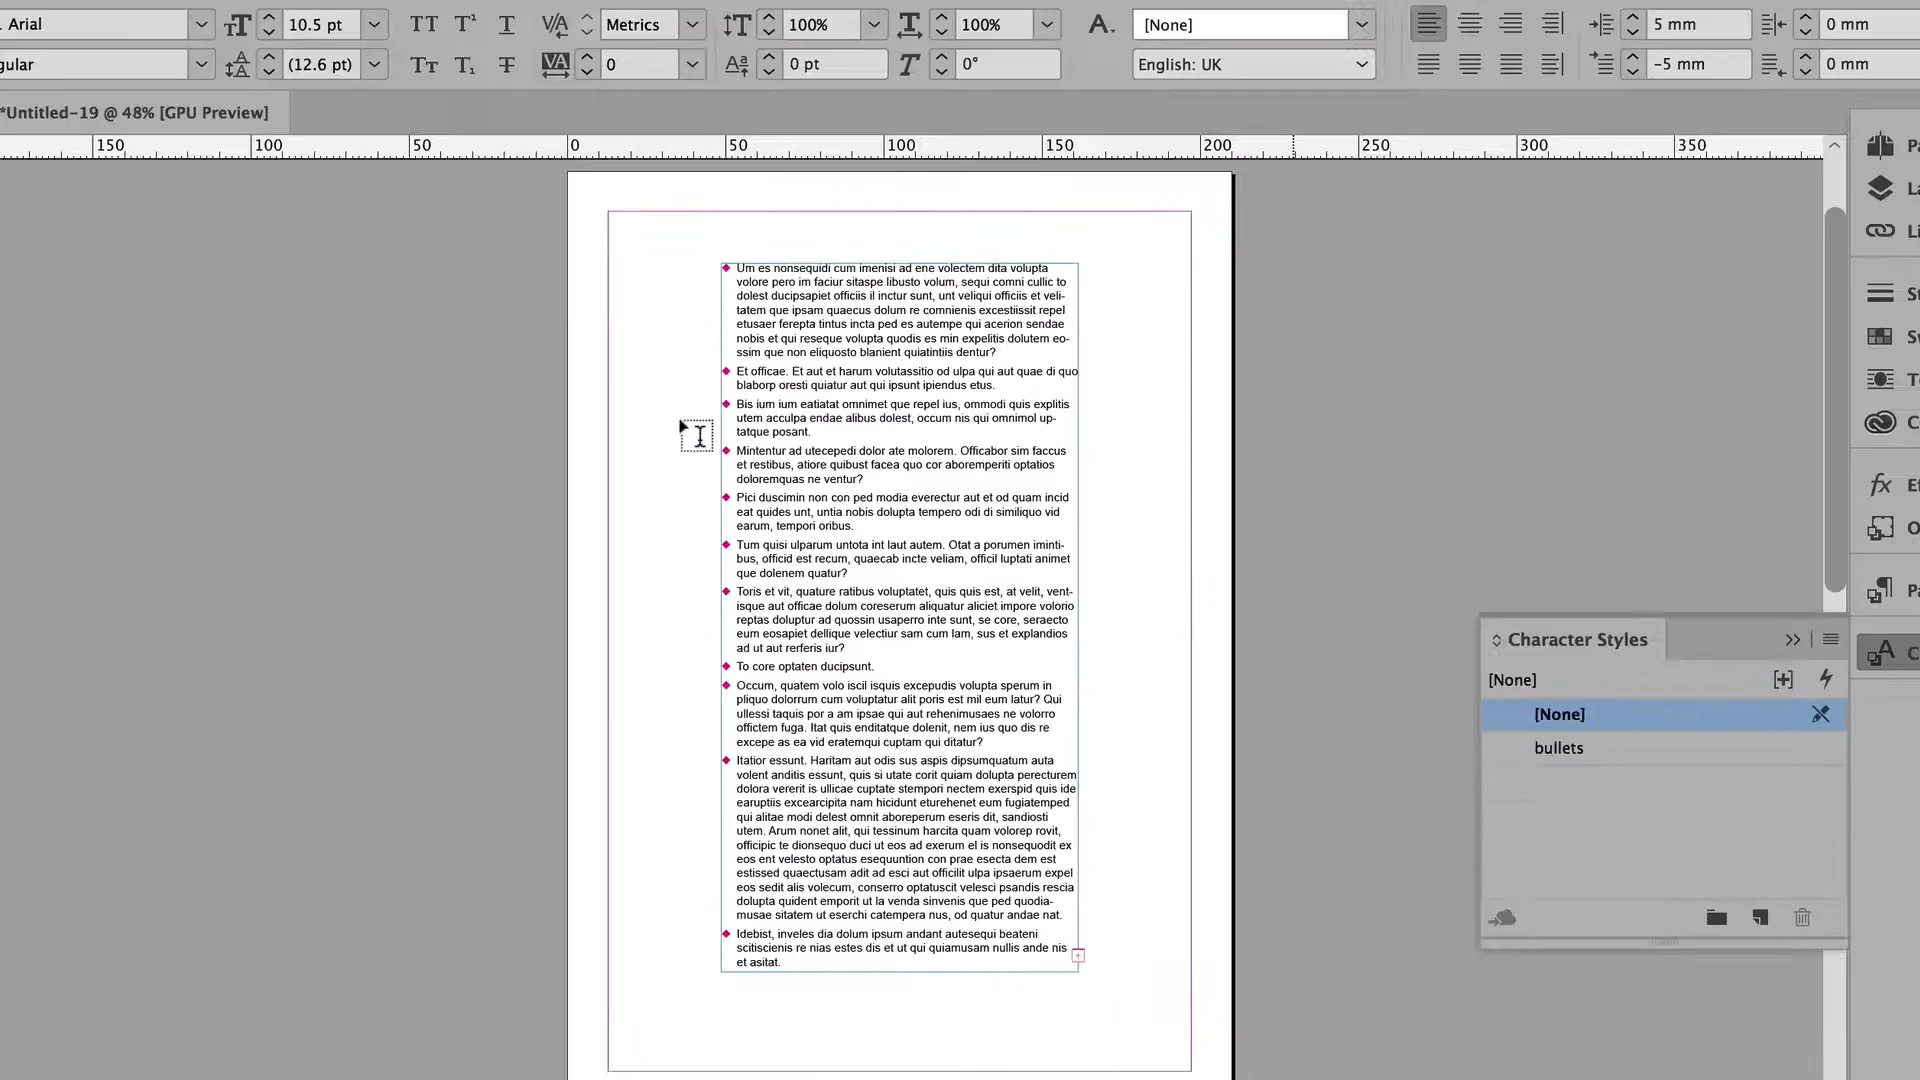 Arial
10.5 pt
Metrics
100%
100%
[None]
5 mm
0 mm
gular
(12.6 pt)
0
0 pt
0°
English: UK
-5 mm
0 mm
*Untitled-19 @ 48% [GPU Preview]
150 100 50 0 50 100 150 200 250 300 350
Um es nonsequidi cum imenisi ad ene volectem dita volupta
volore pero im faciur sitaspe libusto volum, sequi comni cullic to
dolest ducipsapiet officiis il inctur sunt, unt veliqui officiis et veli-
tatem que ipsam quaecus dolum re comnienis excestiissit repel
etusaer ferepta tintus incta ped es autempe qui acerion sendae
nobis et qui reseque volupta quodis es min expelitis dolutem eo-
ssim que non eliquosto blanient quiatintiis dentur?
Et officae. Et aut et harum volutassitio od ulpa qui aut quae di quo
blaborp oresti quiatur aut qui ipsunt ipiendus etus.
Bis ium ium eatiatat omnimet que repel ius, ommodi quis explitis
utem acculpa endae alibus dolest, occum nis qui omnimol up-
tatque posant.
Mintentur ad utecepedi dolor ate molorem. Officabor sim faccus
et restibus, atiore quibust facea quo cor aboremperiti optatios
doloremquas ne ventur?
Pici duscimin non con ped modia everectur aut et od quam incid
eat quides unt, untia nobis dolupta tempero odi di similiquo vid
earum, tempori oribus.
Tum quisi ulparum untota int laut autem. Otat a porumen iminti-
bus, officid est recum, quaecab incte veliam, officil luptati animet
que dolenem quatur?
Toris et vit, quature ratibus voluptatet, quis quis est, at velit, vent-
isque aut officae dolum coreserum aliquatur aliciet impore volorio
reptas doluptur ad quossin usaperro inte sunt, se core, seraecto
eum eosapiet dellique velectiur sam cum lam, sus et explandios
ad ut aut rerferis iur?
To core optaten ducipsunt.
Occum, quatem volo iscil isquis excepudis volupta sperum in
pliquo dolorrum cum voluptatur alit poris est mil eum latur? Qui
ullessi taquis por a am ipsae qui aut rehenimusaes ne volorro
offictem fuga. Itat quis enditatque dolenit, nem ius quo dis re
excepe as ea vid eratemqui cuptam qui ditatur?
Itatior essunt. Haritam aut odis sus aspis dipsumquatum auta
volent anditis essunt, quis si utate corit quiam dolupta perecturem
dolora vererit is ullicae cuptate stempori nectem exerspid quis ide
earuptiis excearcipita nam hicidunt eturehenet eum fugiatemped
qui alitae modi delest omnit aboreperum eseris dit, sandiosti
utem. Arum nonet alit, qui tessinum harcita quam volorep rovit,
officipic te dionsequo duci ut eos ad exerum el is nonsequodit ex
eos ent velesto optatus esequuntion con prae esecta dem est
estissed quaectusam adit ad esci aut officilit ulpa ipsaerum expel
eos sedit alis volecum, conserro optatuscit velesci psandis rescia
dolupta quident emporit ut la venda sinvenis que ped quodia-
musae sitatem ut eserchi catempera nus, od quatur andae nat.
Idebist, inveles dia dolum ipsum andant autesequi beateni
scitiscienis re nias estes dis et ut qui quiamusam nullis ande nis
et asitat.
Character Styles
[None]
[None]
bullets
Pa
La
Li
St
Sw
Te
C
fx Ef
O
Pa
C